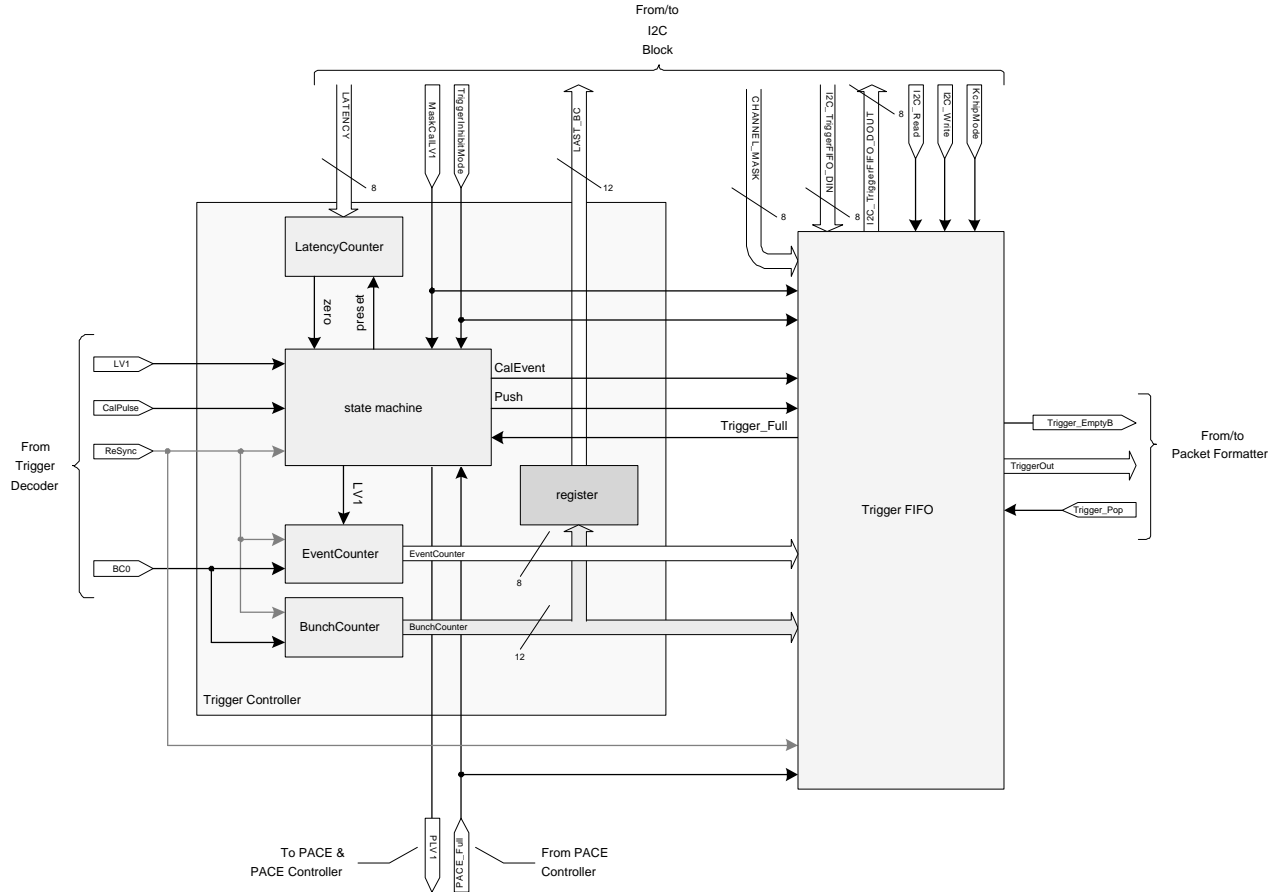 From/to
I2C
Block
LATENCY
MaskCalLV1
TriggerInhibitMode
LAST_BC
CHANNEL_MASK
I2C_TriggerFIFO_DIN
I2C_TriggerFIFO_DOUT
I2C_Read
I2C_Write
KchipMode
8
8
12
8
8
LatencyCounter
zero
preset
LV1
CalPulse
ReSync
BC0
From
Trigger
Decoder
state machine
CalEvent
Push
Trigger_Full
LV1
register
EventCounter
EventCounter
8
BunchCounter
BunchCounter
12
Trigger Controller
Trigger FIFO
Trigger_EmptyB
TriggerOut
Trigger_Pop
From/to
Packet Formatter
To PACE &
PACE Controller
PLV1
PACE_Full
From PACE
Controller